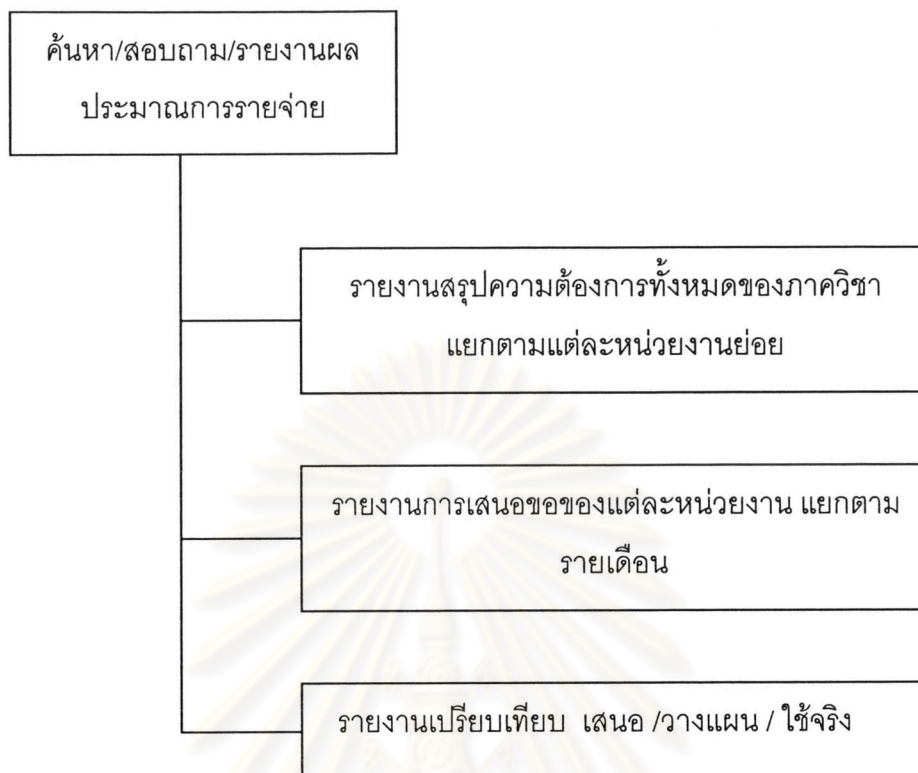 ค้นหา/สอบถาม/รายงานผล
ประมาณการรายจ่าย
รายงานสรุปความต้องการทั้งหมดของภาควิชา
แยกตามแต่ละหน่วยงานย่อย
รายงานการเสนอขอของแต่ละหน่วยงาน แยกตาม
รายเดือน
รายงานเปรียบเทียบ เสนอ /วางแผน / ใช้จริง